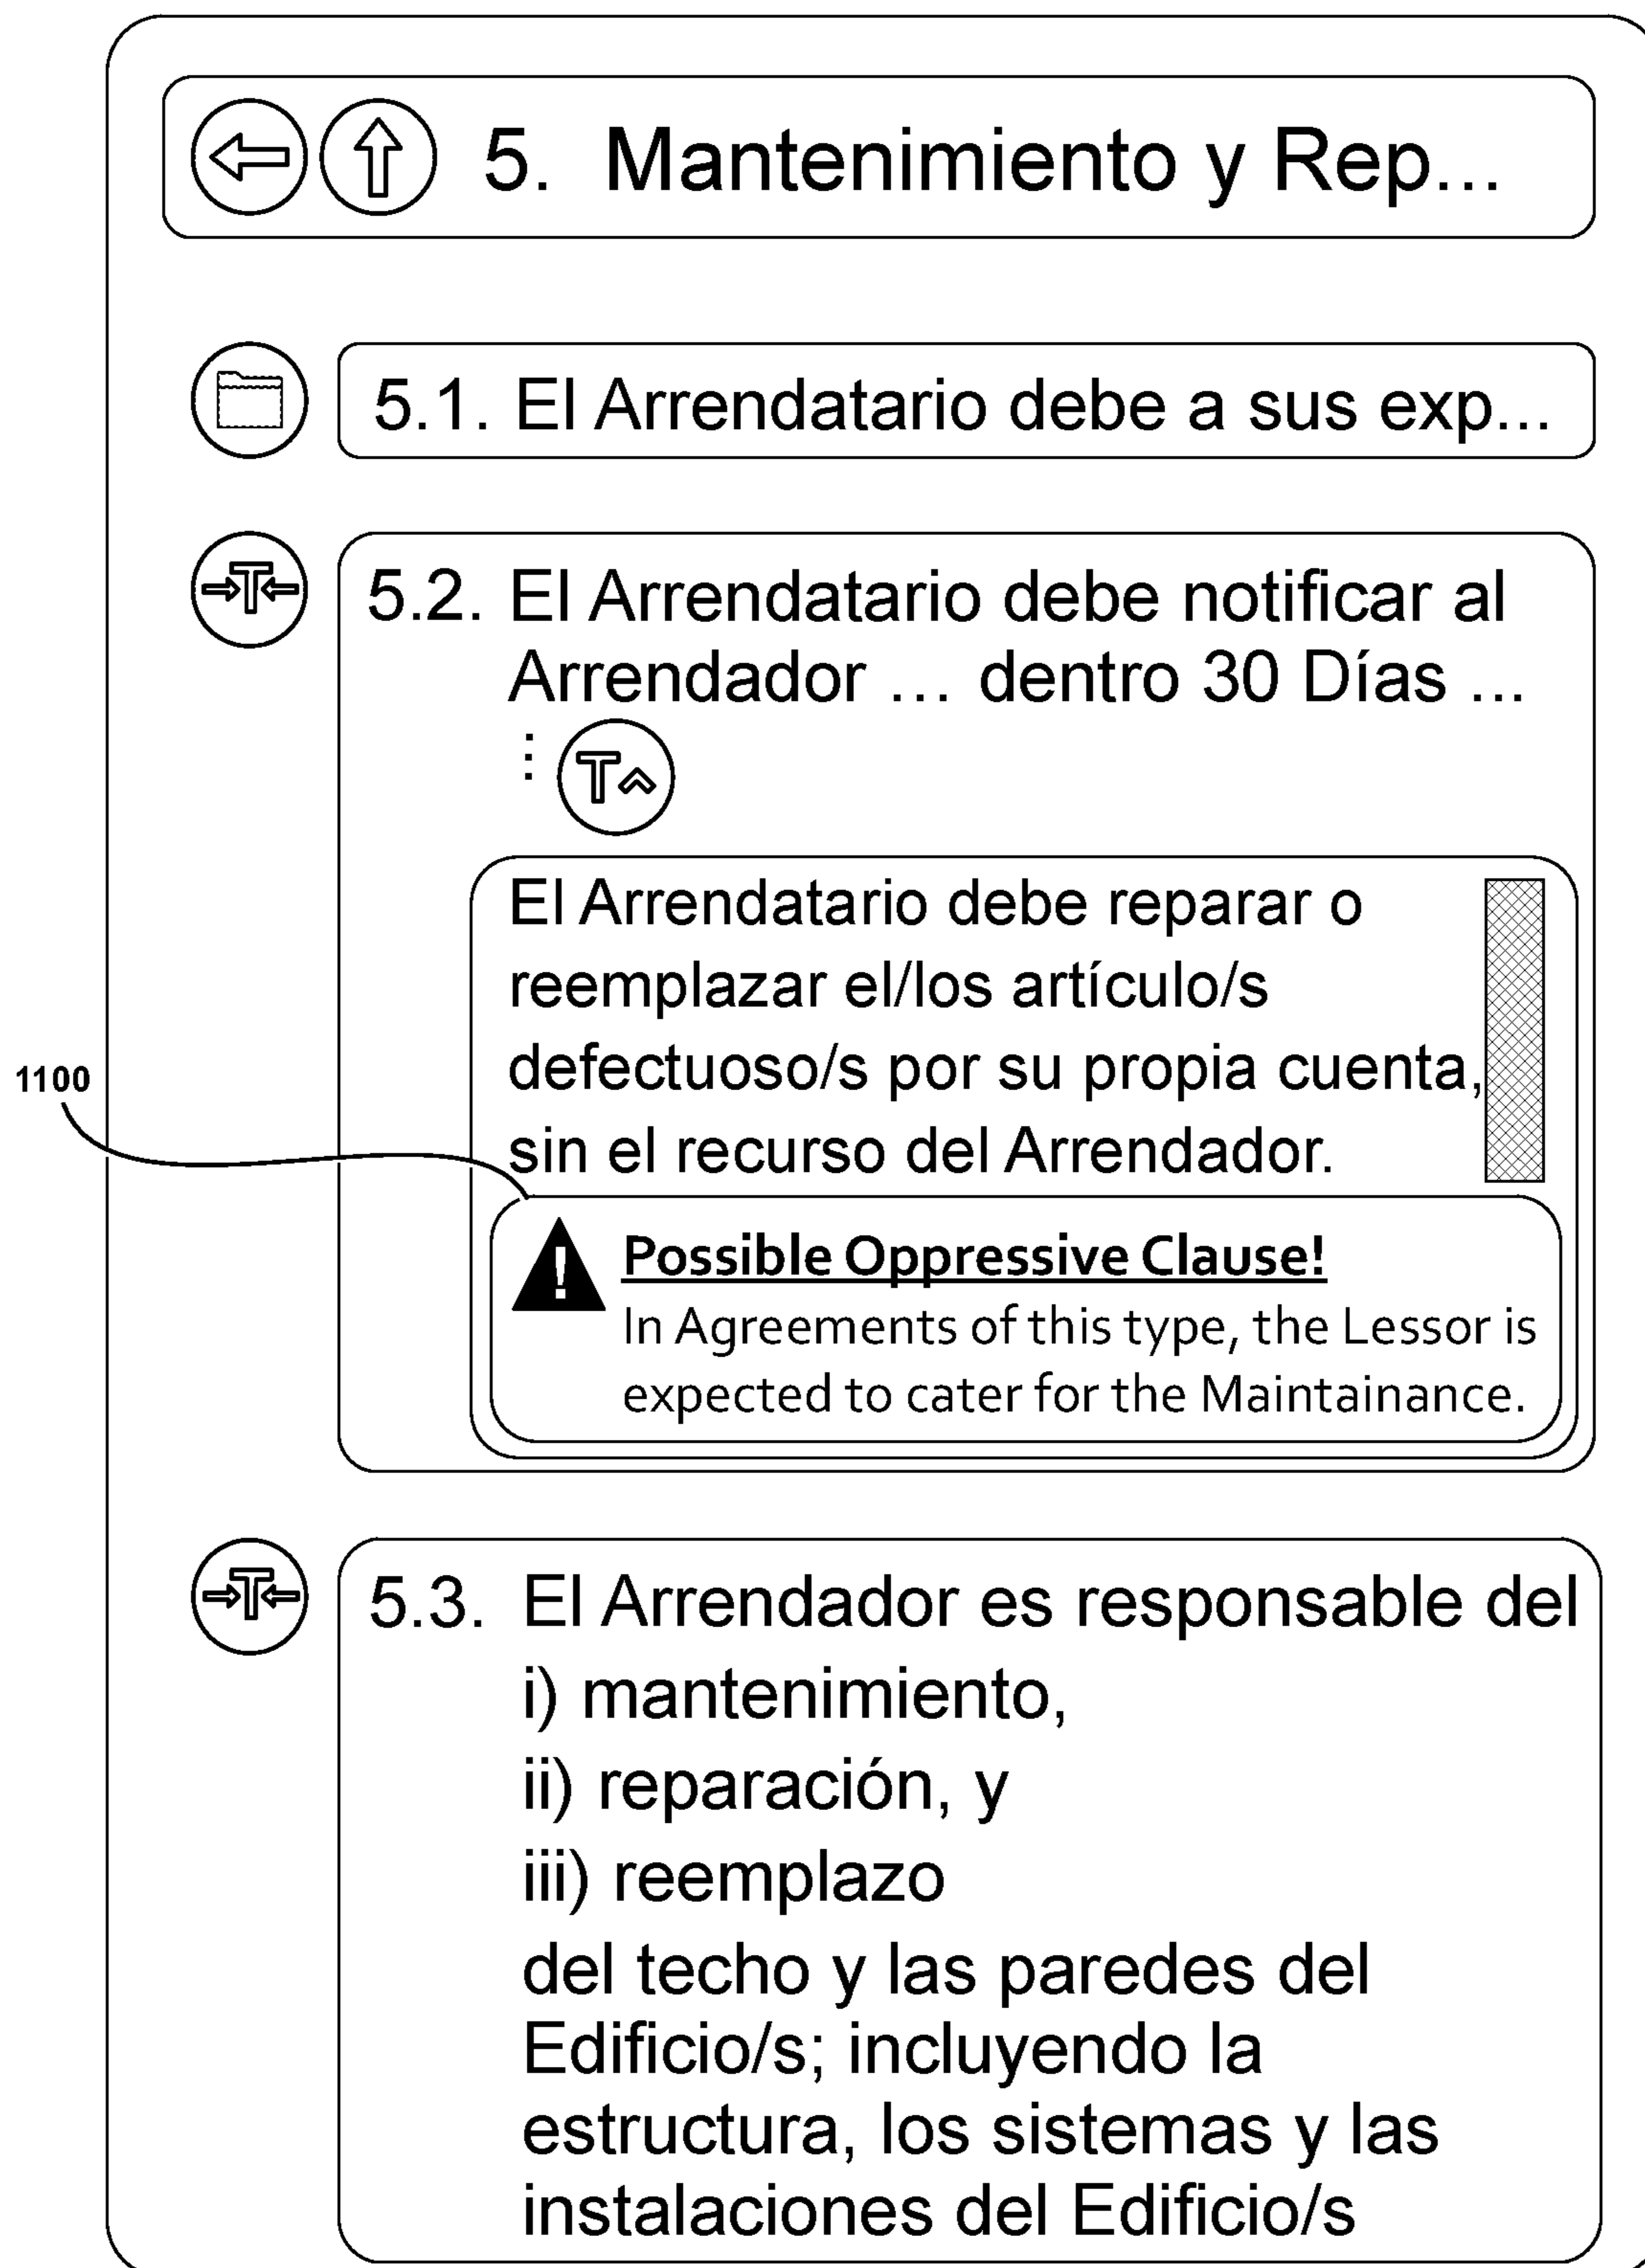 5. Mantenimiento y Rep...
5.1. El Arrendatario debe a sus exp...
5.2. El Arrendatario debe notificar al
Arrendador ... dentro 30 Días ...
⋮ T
El Arrendatario debe reparar o
reemplazar el/los artículo/s
defectuoso/s por su propia cuenta,
sin el recurso del Arrendador.
1100
Possible Oppressive Clause!
In Agreements of this type, the Lessor is
expected to cater for the Maintainance.
5.3. El Arrendador es responsable del
i) mantenimiento,
ii) reparación, y
iii) reemplazo
del techo y las paredes del
Edificio/s; incluyendo la
estructura, los sistemas y las
instalaciones del Edificio/s